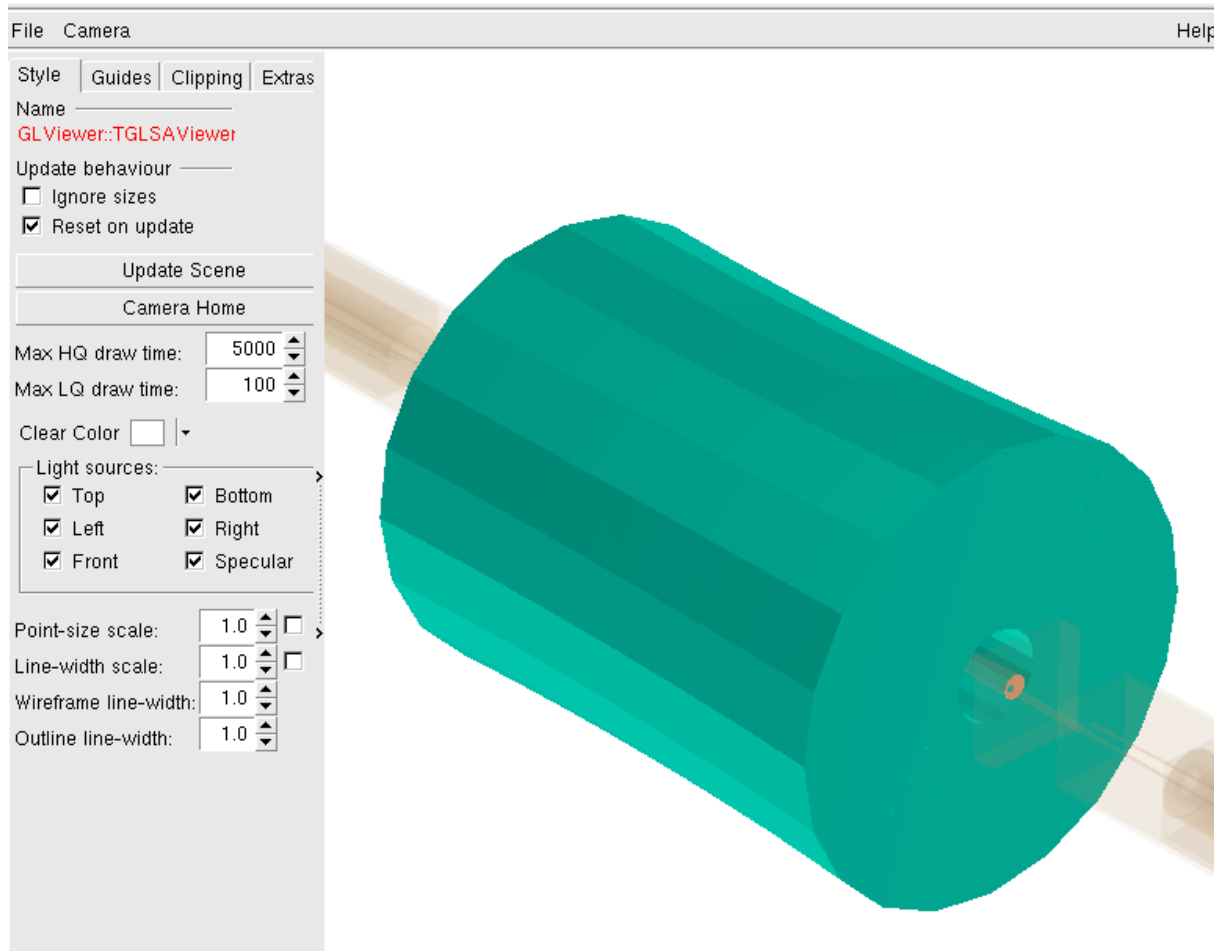 File Camera Help
Style Guides Clipping Extras
Name
GLViewer::TGLSAViewer
Update behaviour
Ignore sizes
Reset on update
Update Scene
Camera Home
Max HQ draw time: 5000
Max LQ draw time: 100
Clear Color
Light sources:
Top Bottom
Left Right
Front Specular
Point-size scale: 1.0
Line-width scale: 1.0
Wireframe line-width: 1.0
Outline line-width: 1.0